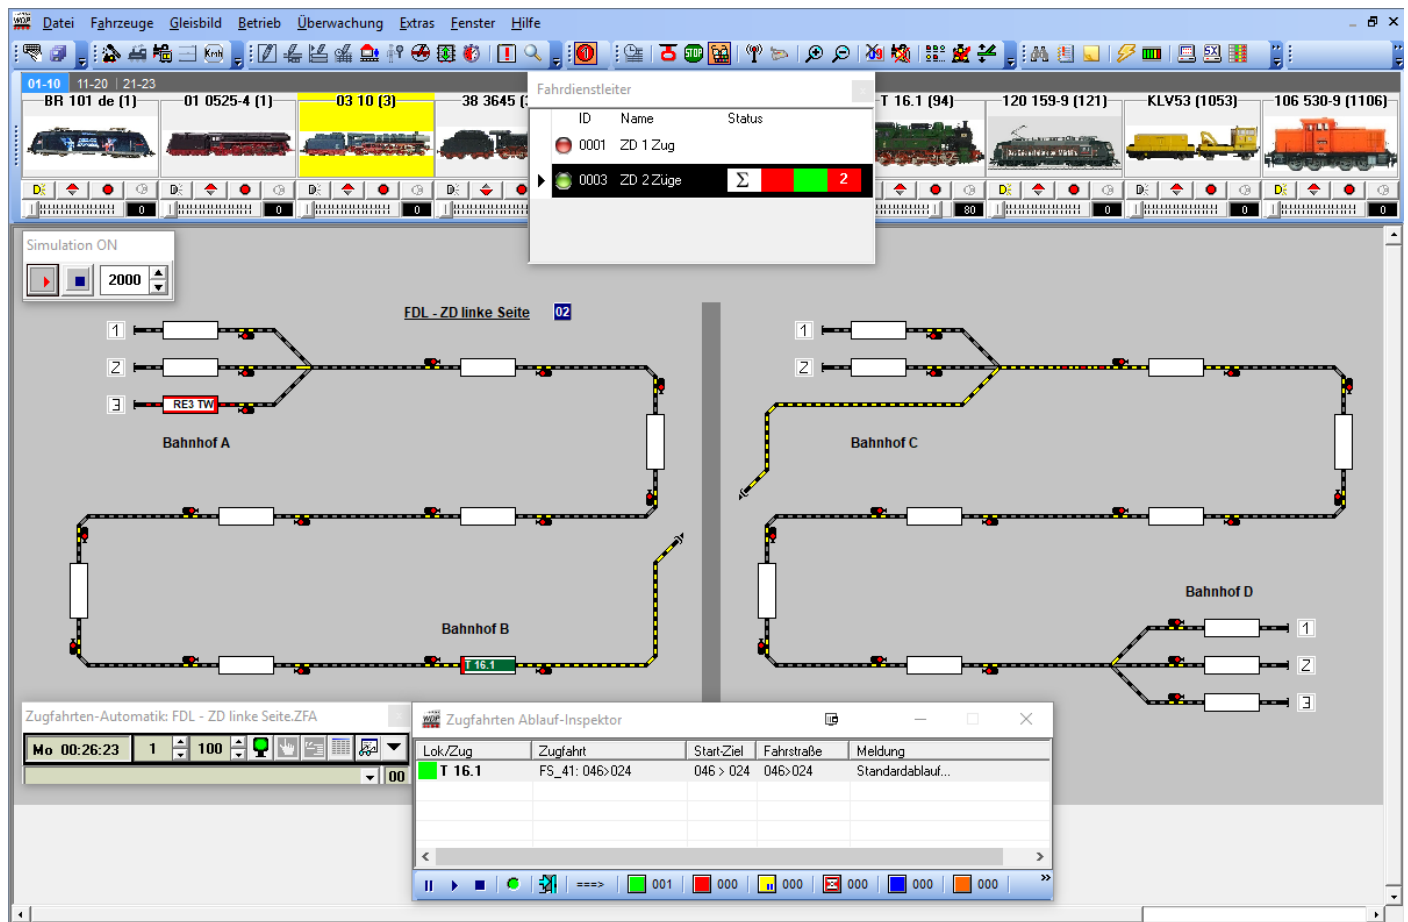 Datei Fahrzeuge Gleisbild Betrieb Überwachung Extras Fenster Hilfe
01-10 11-20 21-23
BR 101 de (1) 01 0525-4 (1) 03 10 (3) 38 3645 ( T 16.1 (94) 120 159-9 (121) KLV53 (1053) 106 530-9 (1106)
0 0 0 80 0 0 0
Fahrdienstleiter
ID Name Status
0001 ZD 1 Zug
0003 ZD 2 Züge Σ 2
Simulation ON
2000
FDL - ZD linke Seite 02
1
2
3 RE3 TW
Bahnhof A
1
2
Bahnhof C
Bahnhof B
T 16.1
Bahnhof D
1
2
3
Zugfahrten-Automatik: FDL - ZD linke Seite.ZFA
Mo 00:26:23 1 100
00
Zugfahrten Ablauf-Inspektor
Lok/Zug Zugfahrt Start-Ziel Fahrstraße Meldung
T 16.1 FS_41: 046>024 046 > 024 046>024 Standardablauf...
===> 001 000 000 000 000 000